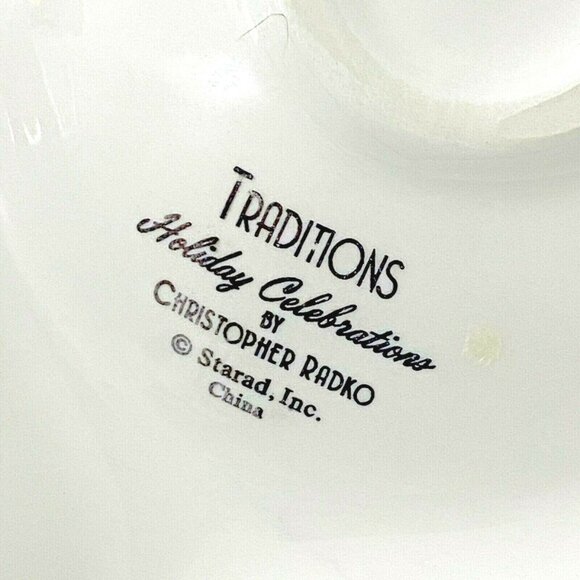 TRADITIONS
Holiday Celebrations
BY
CHRISTOPHER RADKO
© Starad, Inc.
China